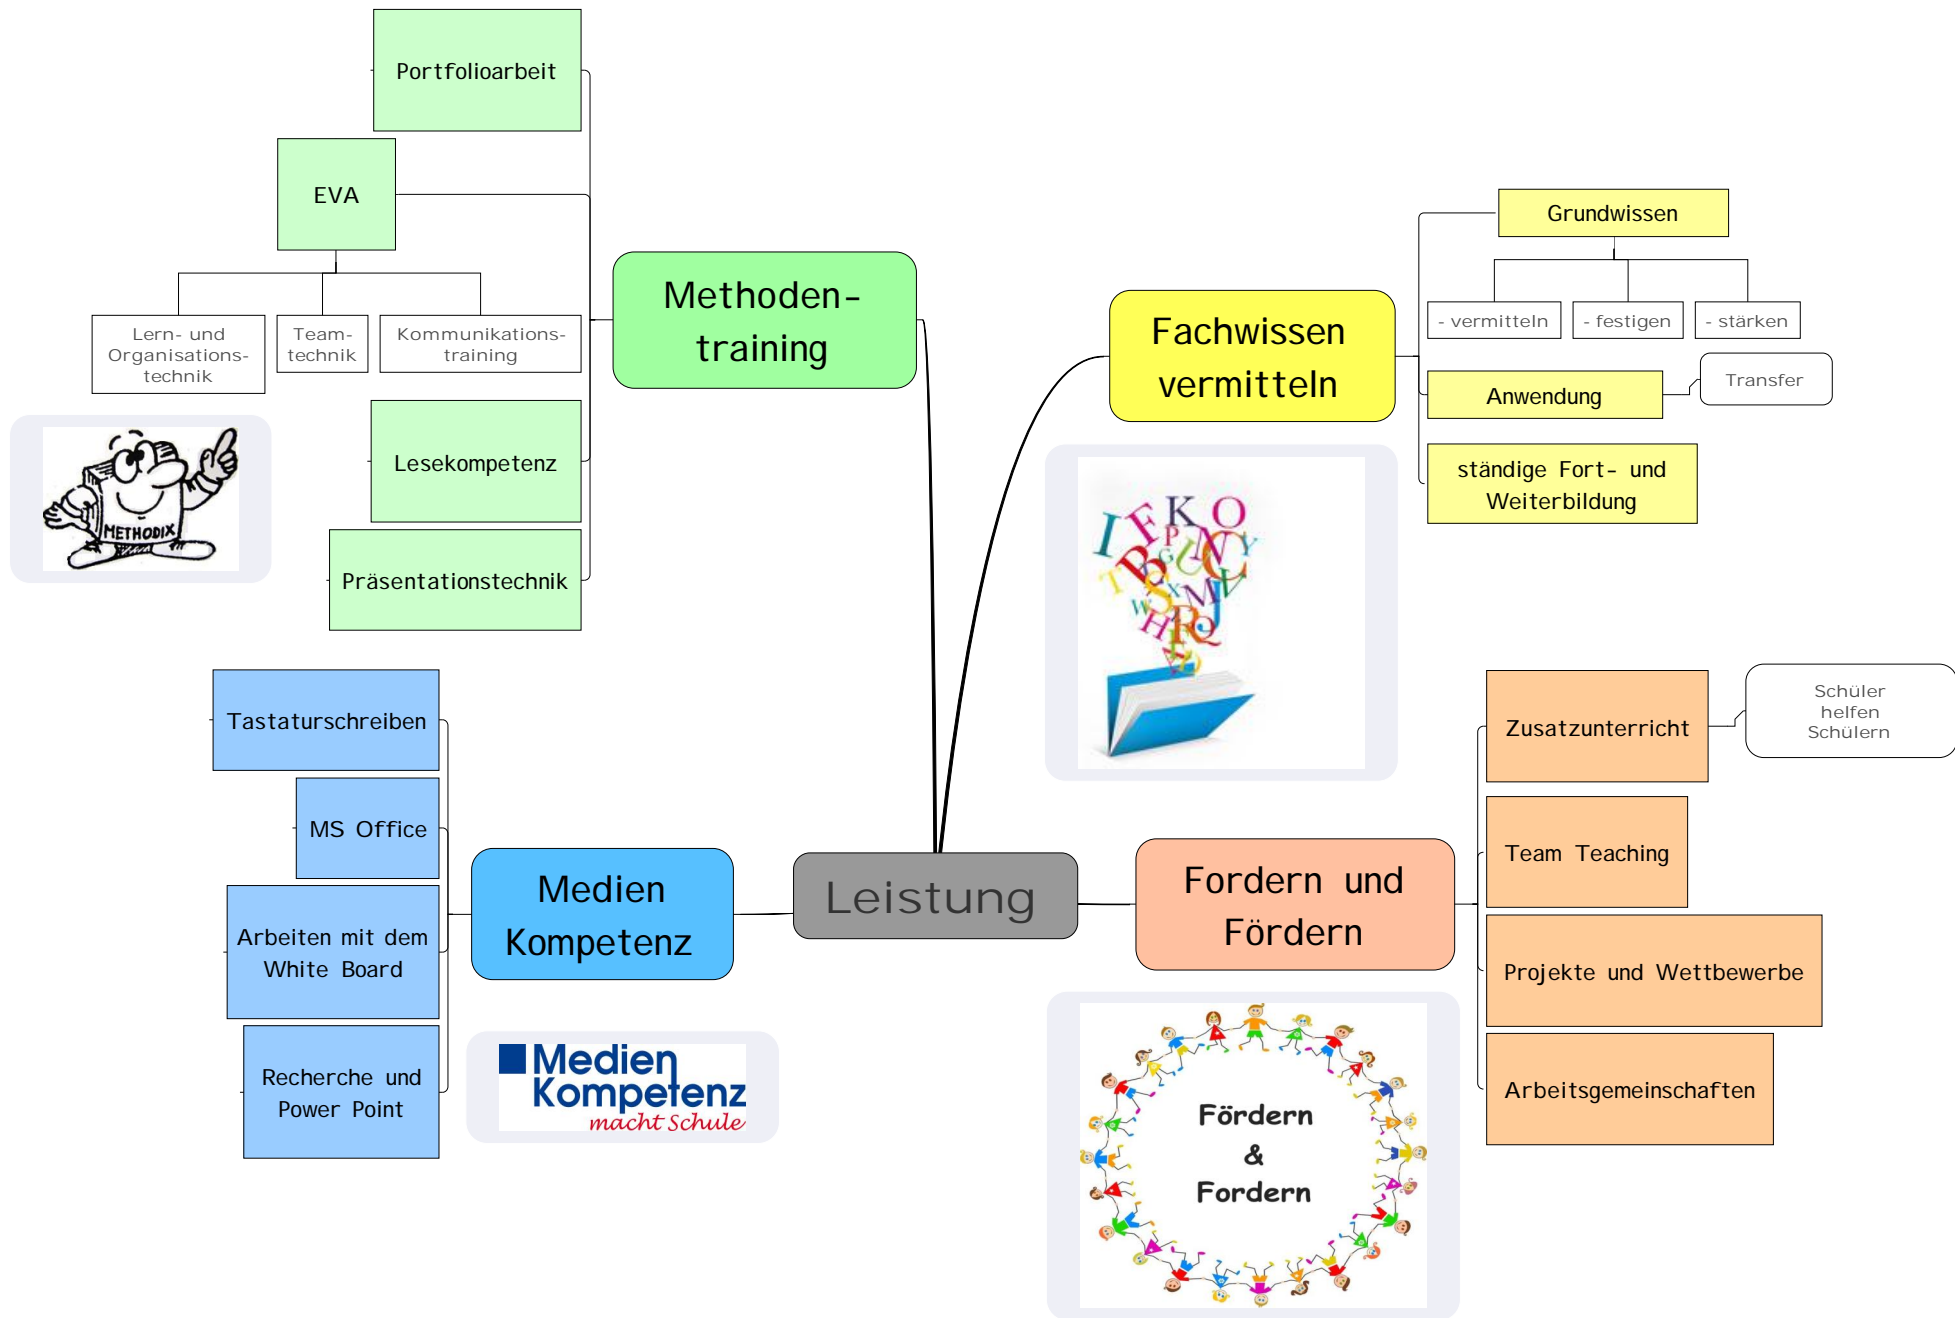 Portfolioarbeit
EVA
Lern- und
Organisations-
technik
Team-
technik
Kommunikations-
training
Lesekompetenz
Präsentationstechnik
METHODIX
Methoden-
training
Fachwissen
vermitteln
Grundwissen
- vermitteln
- festigen
- stärken
Anwendung
Transfer
ständige Fort- und
Weiterbildung
Tastaturschreiben
MS Office
Arbeiten mit dem
White Board
Recherche und
Power Point
Medien
Kompetenz
Medien
Kompetenz
macht Schule
Leistung
Fordern und
Fördern
Zusatzunterricht
Schüler
helfen
Schülern
Team Teaching
Projekte und Wettbewerbe
Arbeitsgemeinschaften
Fördern
&
Fordern